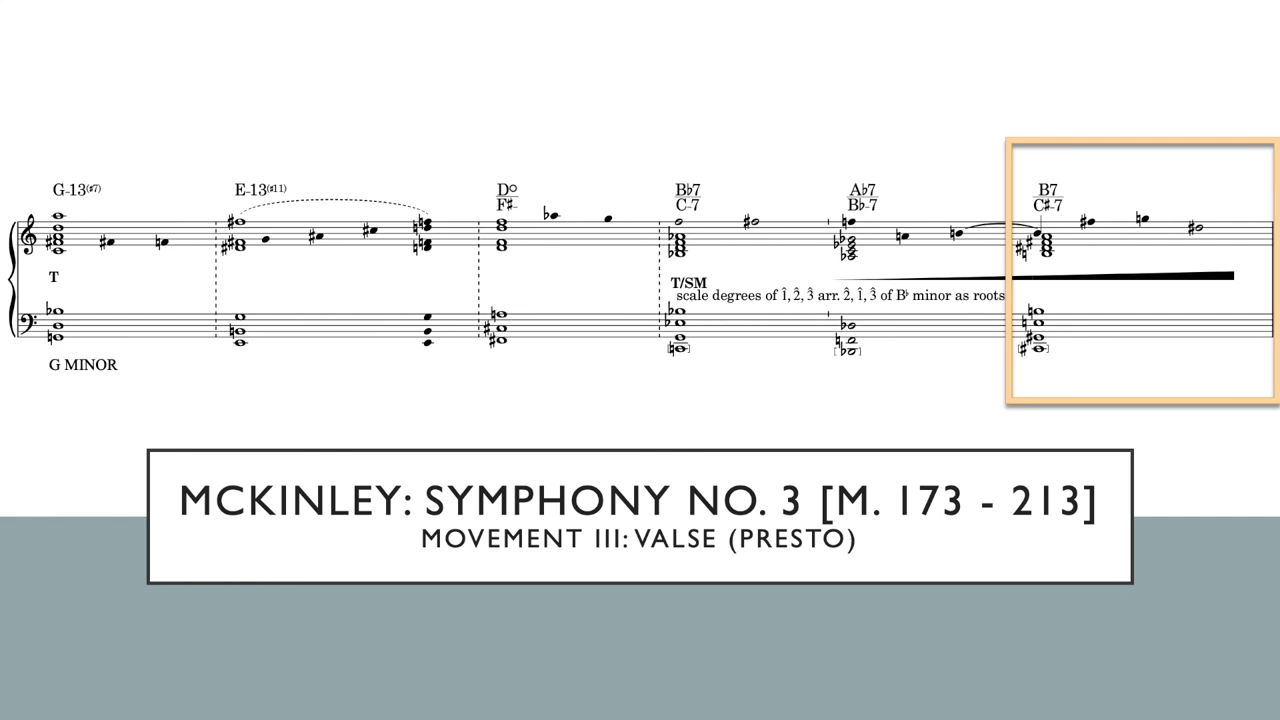 G-13(♯7) E-13(♯11) D○ B♭7 A♭7 B7
F♯- C-7 B♭-7 C♯-7
T
T/SM
scale degrees of 1̂, 2̂, 3̂ arr. 2̂, 1̂, 3̂ of B♭ minor as roots
G MINOR
MCKINLEY: SYMPHONY NO. 3 [M. 173 - 213]
MOVEMENT III: VALSE (PRESTO)